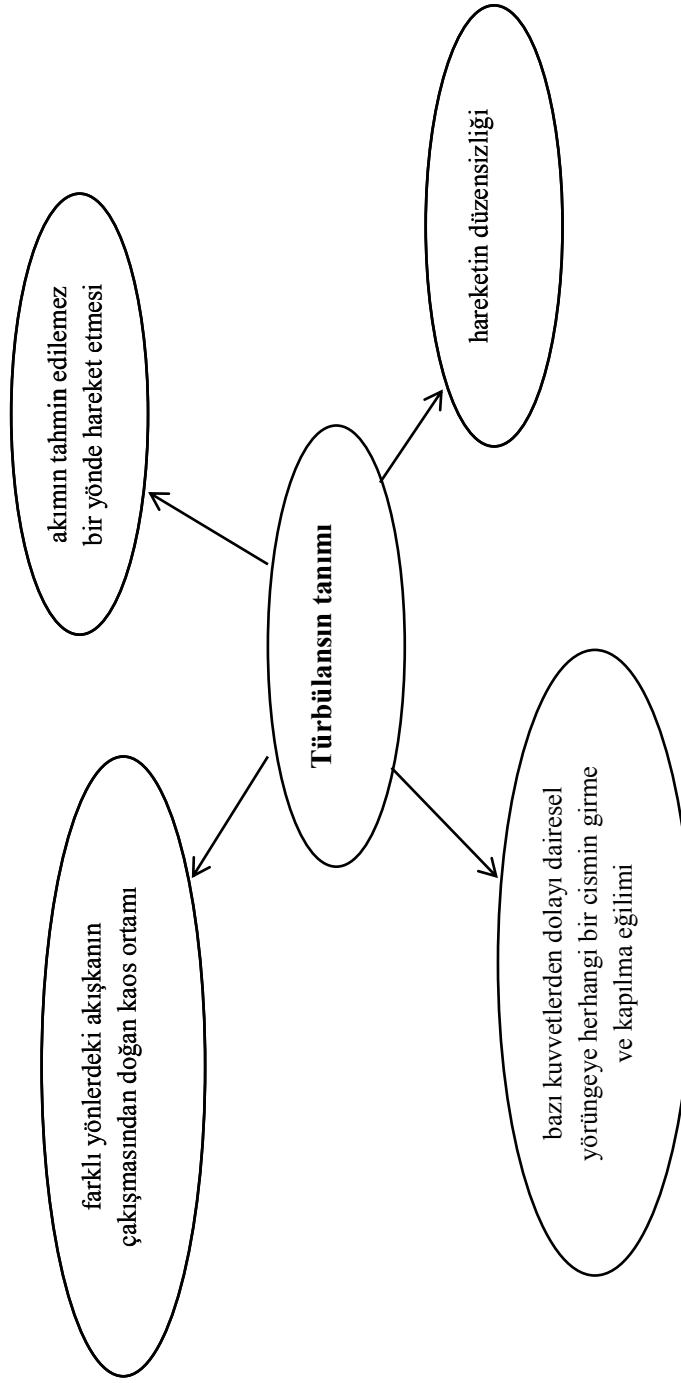 farklı yönlerdeki akışkanın
çakışmasından doğan kaos ortamı
akımın tahmin edilemez
bir yönde hareket etmesi
Türbülansın tanımı
bazı kuvvetlerden dolayı dairesel
yörüngeye herhangi bir cismin girme
ve kapılma eğilimi
hareketin düzensizliği